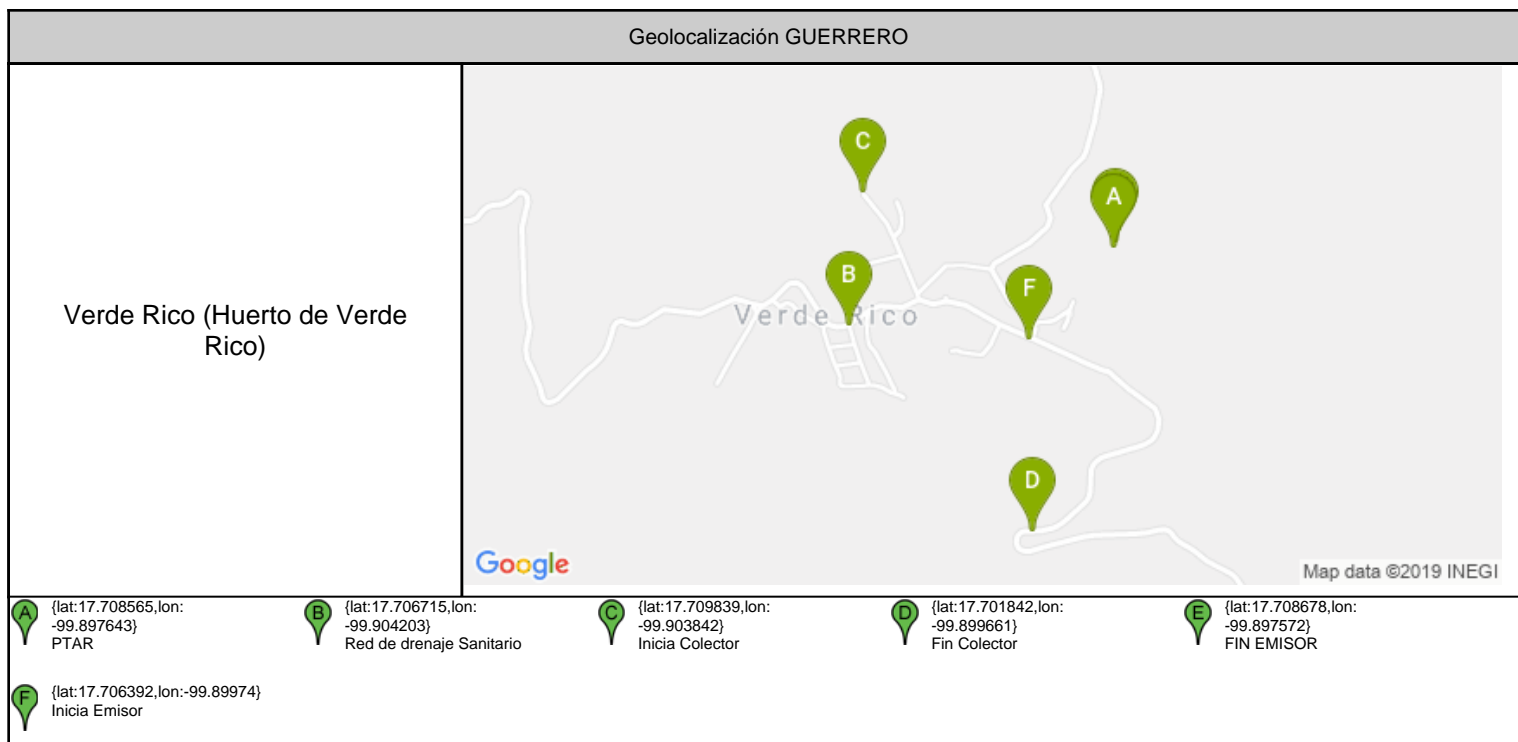 Geolocalización GUERRERO
Verde Rico (Huerto de Verde
Rico)
C
A
B
F
Verde Rico
D
Google
Map data ©2019 INEGI
A
{lat:17.708565,lon:
-99.897643}
PTAR
B
{lat:17.706715,lon:
-99.904203}
Red de drenaje Sanitario
C
{lat:17.709839,lon:
-99.903842}
Inicia Colector
D
{lat:17.701842,lon:
-99.899661}
Fin Colector
E
{lat:17.708678,lon:
-99.897572}
FIN EMISOR
F
{lat:17.706392,lon:-99.89974}
Inicia Emisor